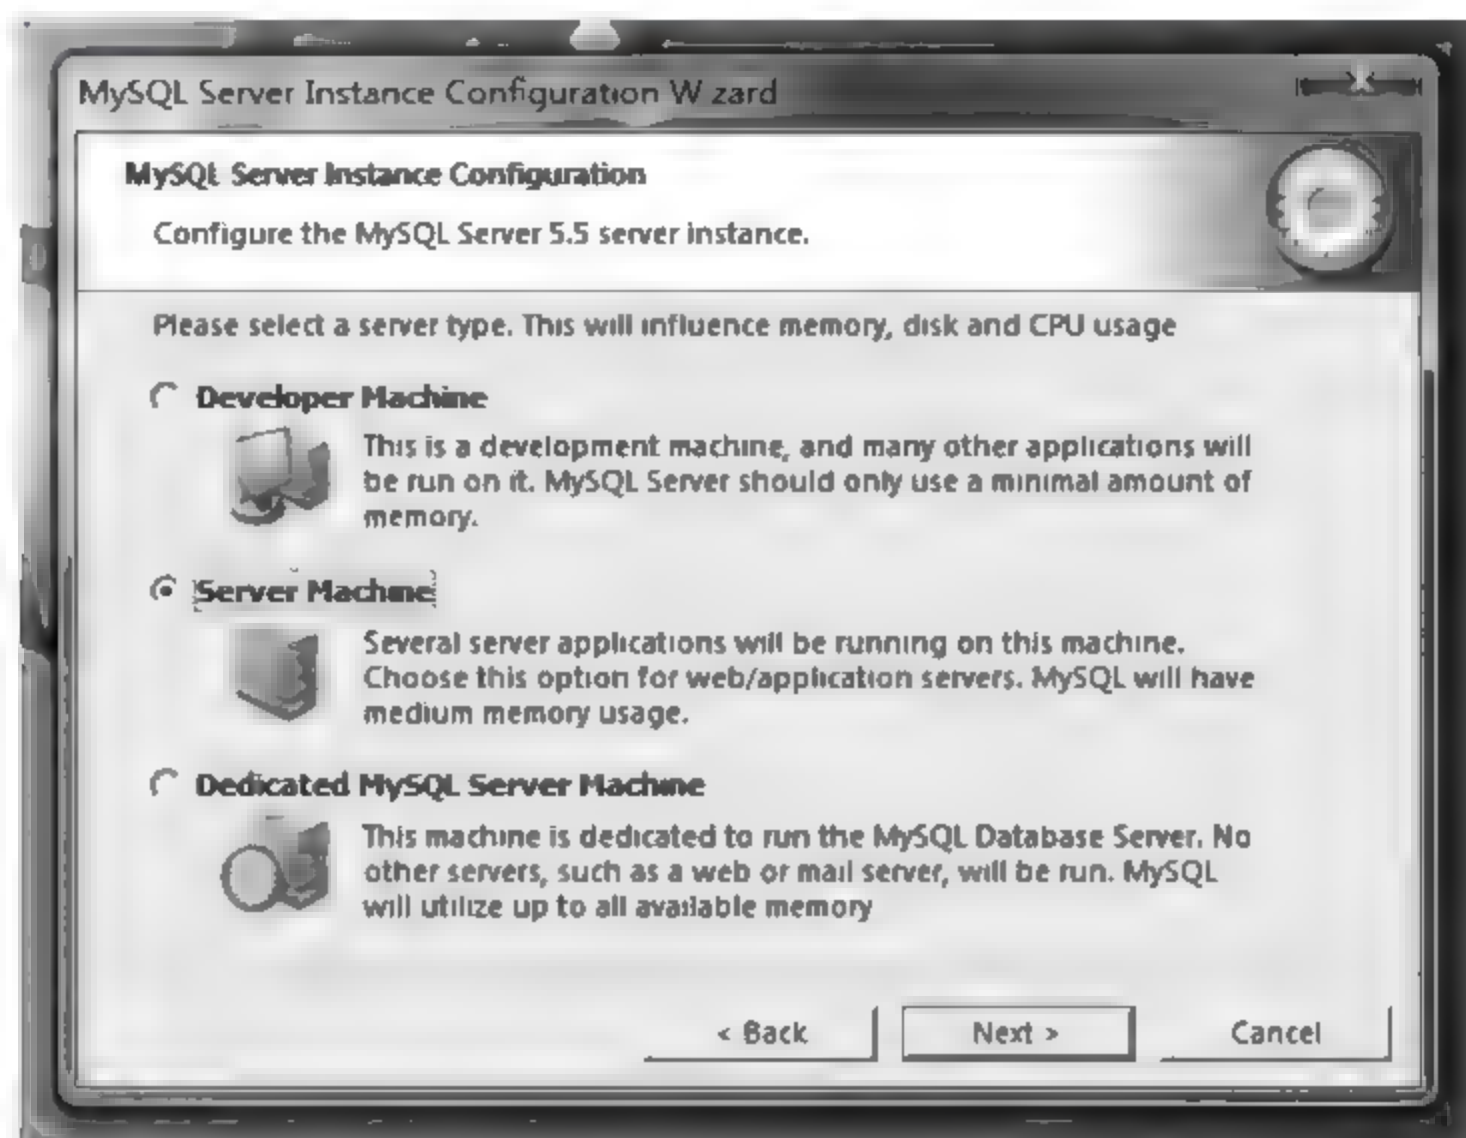 MySQL Server Instance Configuration W zard
MySQL Server Instance Configuration
Configure the MySQL Server 5.5 server instance.
Please select a server type. This will influence memory, disk and CPU usage
Developer Machine
This is a development machine, and many other applications will
be run on it. MySQL Server should only use a minimal amount of
memory.
Server Machine
Several server applications will be running on this machine.
Choose this option for web/application servers. MySQL will have
medium memory usage.
Dedicated MySQL Server Machine
This machine is dedicated to run the MySQL Database Server. No
other servers, such as a web or mail server, will be run. MySQL
will utilize up to all available memory
< Back
Next >
Cancel